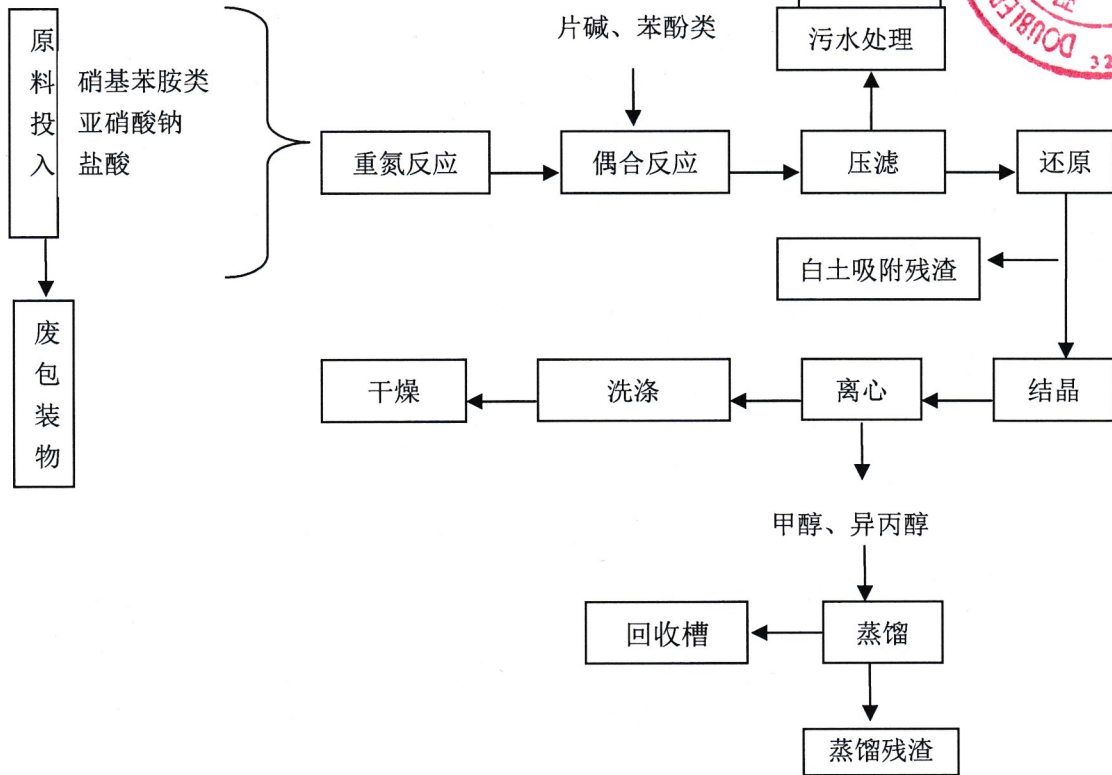 原料投入
硝基苯胺类
亚硝酸钠
盐酸
片碱、苯酚类
污水处理
DOUBLE
32
重氮反应
偶合反应
压滤
还原
白土吸附残渣
废包装物
干燥
洗涤
离心
结晶
甲醇、异丙醇
回收槽
蒸馏
蒸馏残渣